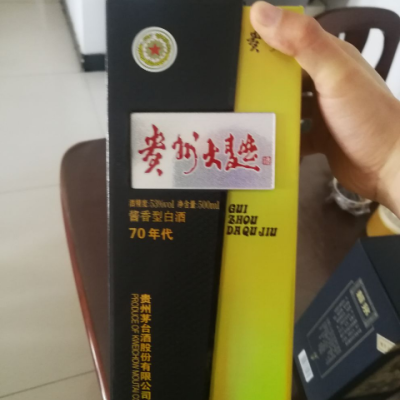 贵
贵州大麯
酒精度:53%vol 净含量:500ml
酱香型白酒
70年代
GUI
ZHOU
DA QU JIU
贵州茅台酒股份有限公司
PRODUCE OF KWEICHOW MOUTAI CO